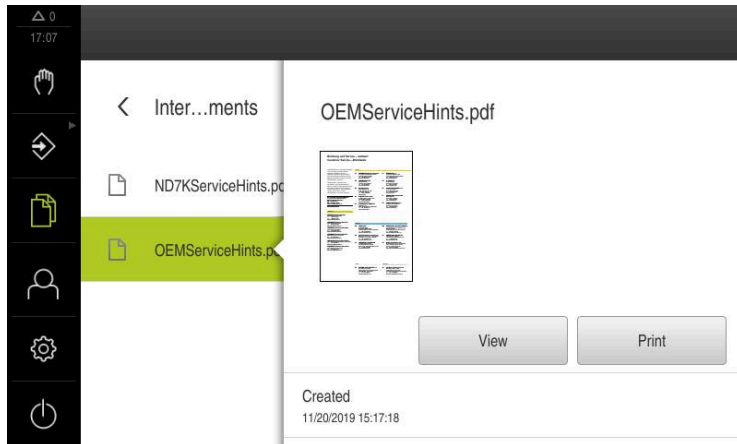 0
17:07
Inter…ments
ND7KServiceHints.pd
OEMServiceHints.pd
OEMServiceHints.pdf
View
Print
Created
11/20/2019 15:17:18